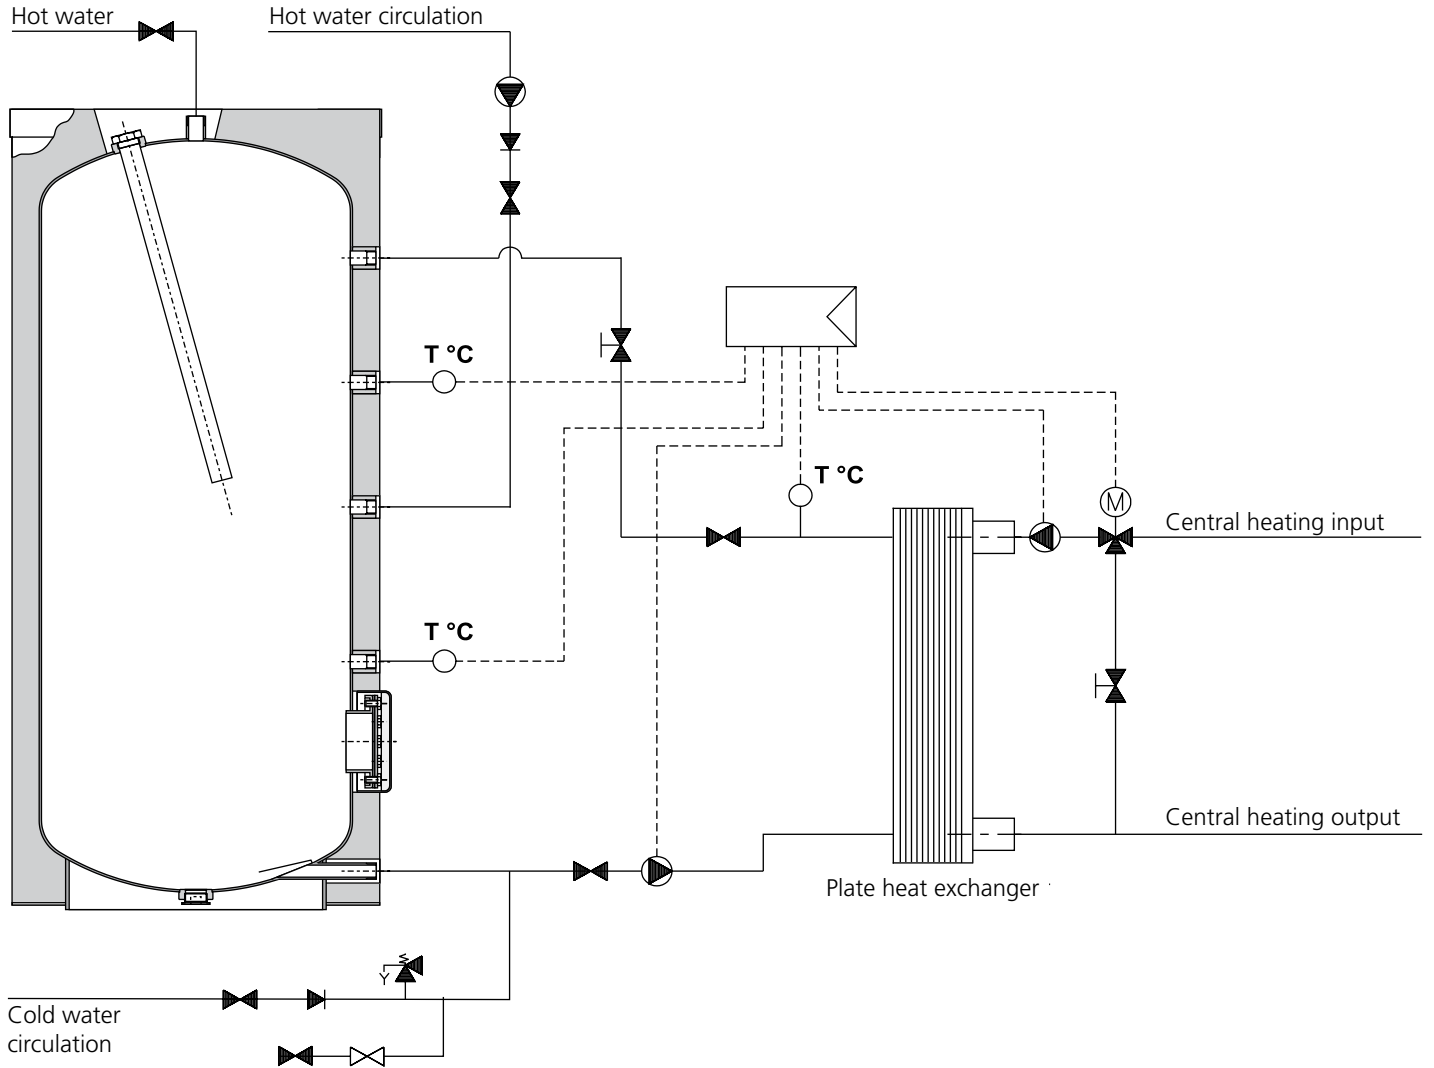 Hot water
Hot water circulation
T °C
T °C
M
Central heating input
T °C
Central heating output
Plate heat exchanger
Y
Cold water
circulation